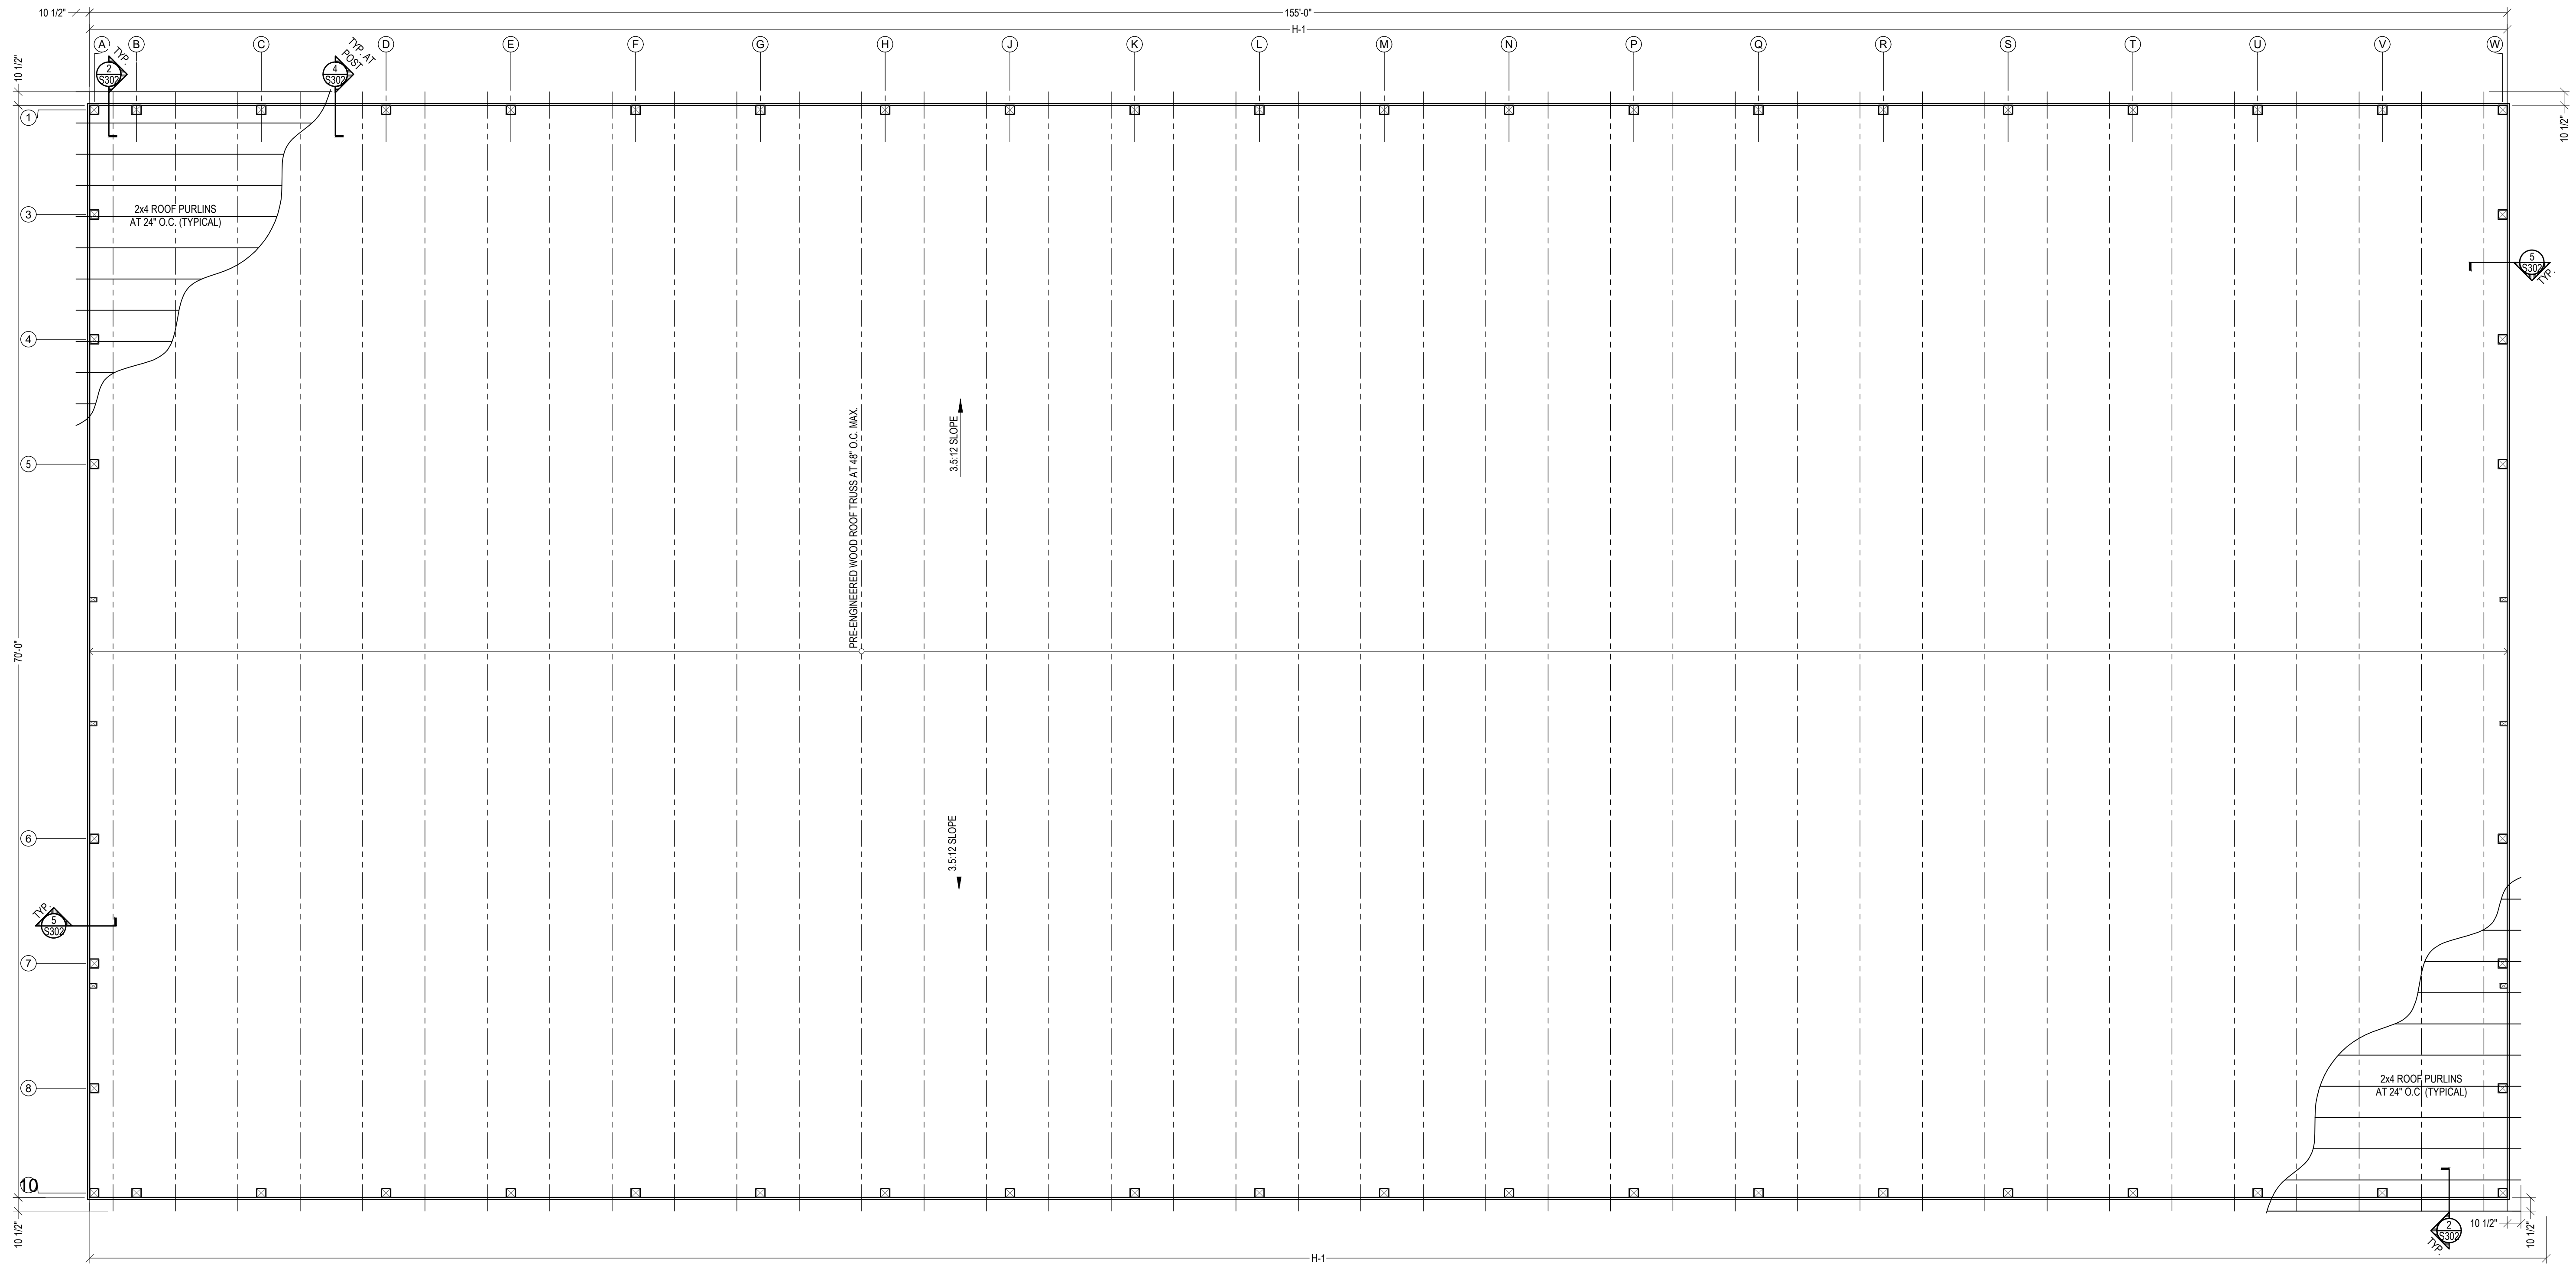 10 1/2"
155'-0"
H-1
A B C D E F G H J K L M N P Q R S T U V W
TYP.
2
S302
TYP. AT
POST
4
S302
10 1/2"
10 1/2"
1
3
2x4 ROOF PURLINS
AT 24" O.C. (TYPICAL)
5
S302
TYP.
4
5
PRE-ENGINEERED WOOD ROOF TRUSS AT 48" O.C. MAX.
3.5:12 SLOPE
70'-0"
3.5:12 SLOPE
6
TYP.
5
S302
7
8
2x4 ROOF PURLINS
AT 24" O.C. (TYPICAL)
10
10 1/2"
10 1/2"
10 1/2"
2
S302
TYP.
H-1